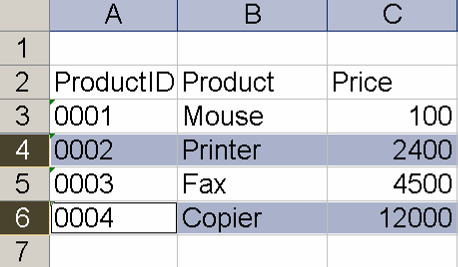 A B C
1
2 ProductID Product Price
3 0001 Mouse 100
4 0002 Printer 2400
5 0003 Fax 4500
6 0004 Copier 12000
7